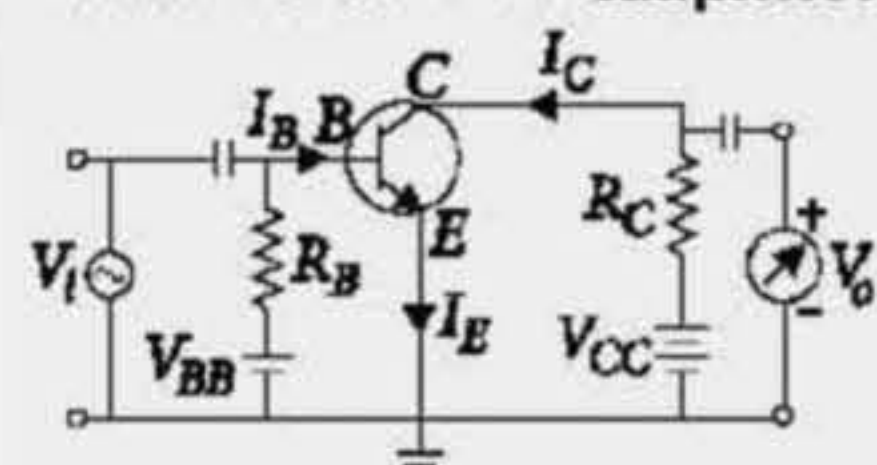 I_C
C
I_B B
R_C
+
V_i
R_B
E
V_o
-
I_E
V_CC
V_BB